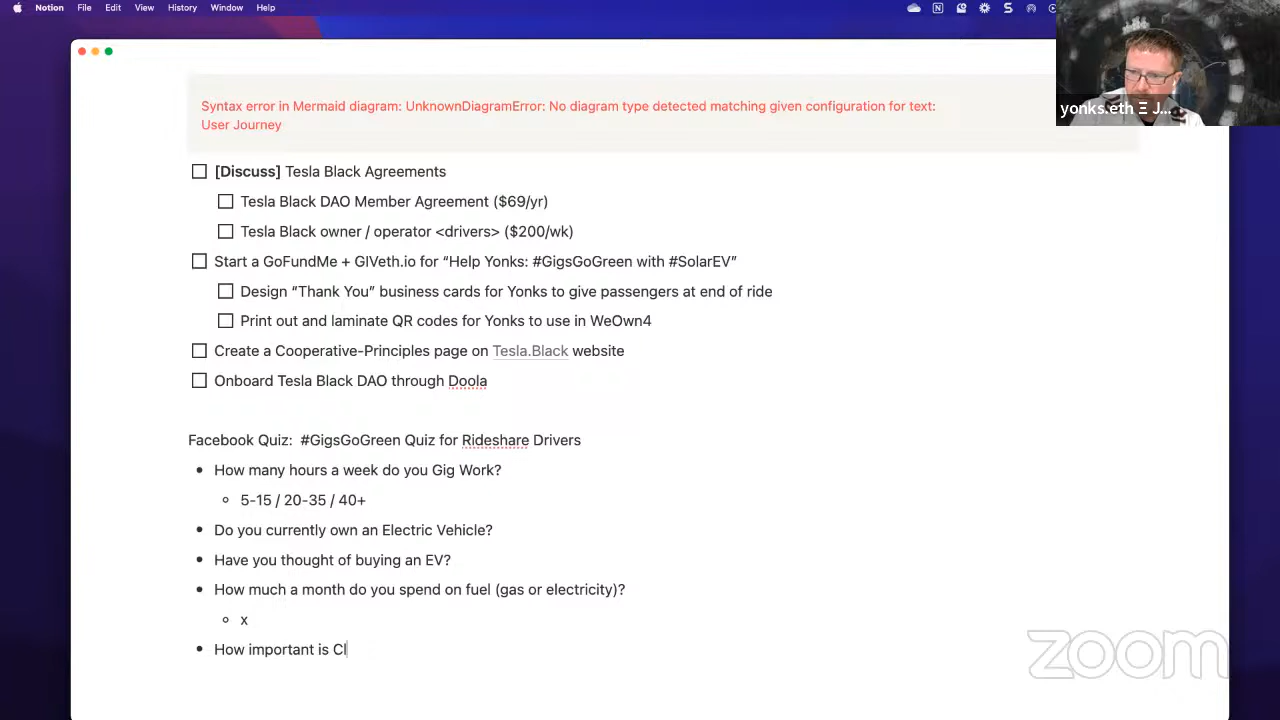 Notion File Edit View History Window Help
Syntax error in Mermaid diagram: UnknownDiagramError: No diagram type detected matching given configuration for text:
User Journey
yonks.eth Ξ J...
[Discuss] Tesla Black Agreements
Tesla Black DAO Member Agreement ($69/yr)
Tesla Black owner / operator <drivers> ($200/wk)
Start a GoFundMe + GIVeth.io for “Help Yonks: #GigsGoGreen with #SolarEV”
Design “Thank You” business cards for Yonks to give passengers at end of ride
Print out and laminate QR codes for Yonks to use in WeOwn4
Create a Cooperative-Principles page on Tesla.Black website
Onboard Tesla Black DAO through Doola
Facebook Quiz: #GigsGoGreen Quiz for Rideshare Drivers
How many hours a week do you Gig Work?
5-15 / 20-35 / 40+
Do you currently own an Electric Vehicle?
Have you thought of buying an EV?
How much a month do you spend on fuel (gas or electricity)?
x
How important is Cl
zoom